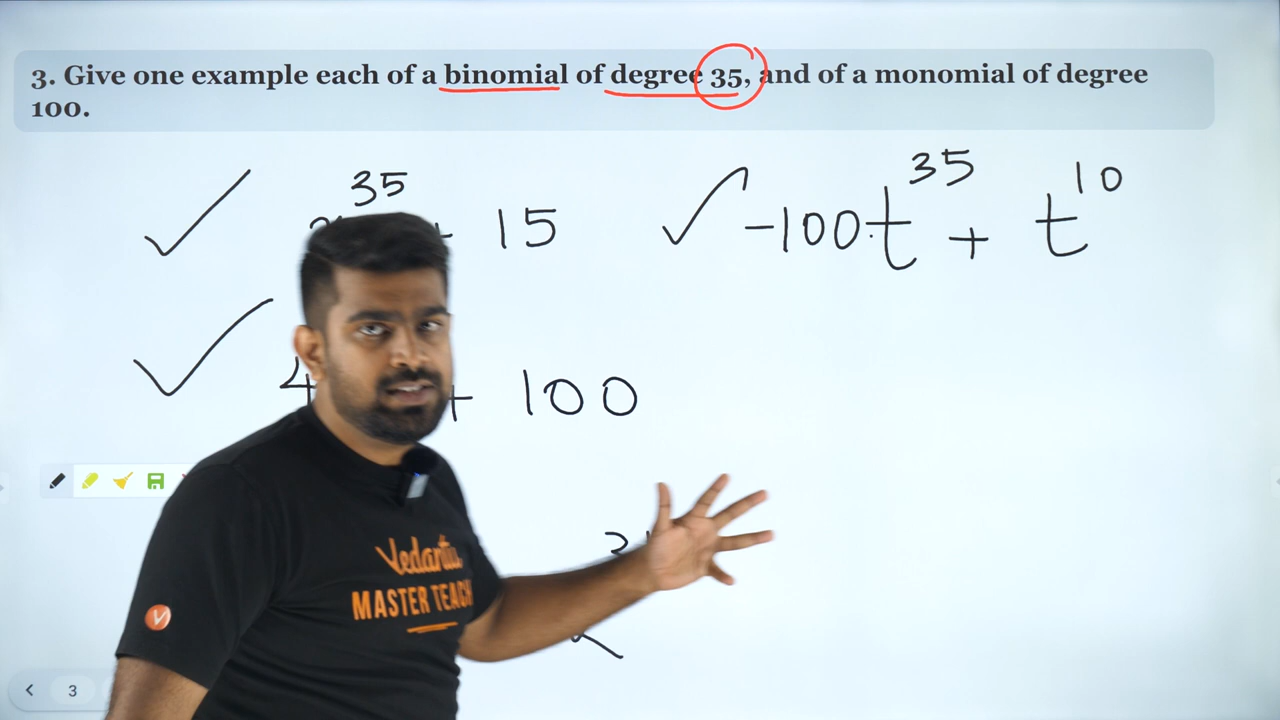 3. Give one example each of a binomial of degree 35, and of a monomial of degree
100.
35
+ 15
-100t^35 + t^10
4 + 100
Vedantu
MASTER TEACH
3